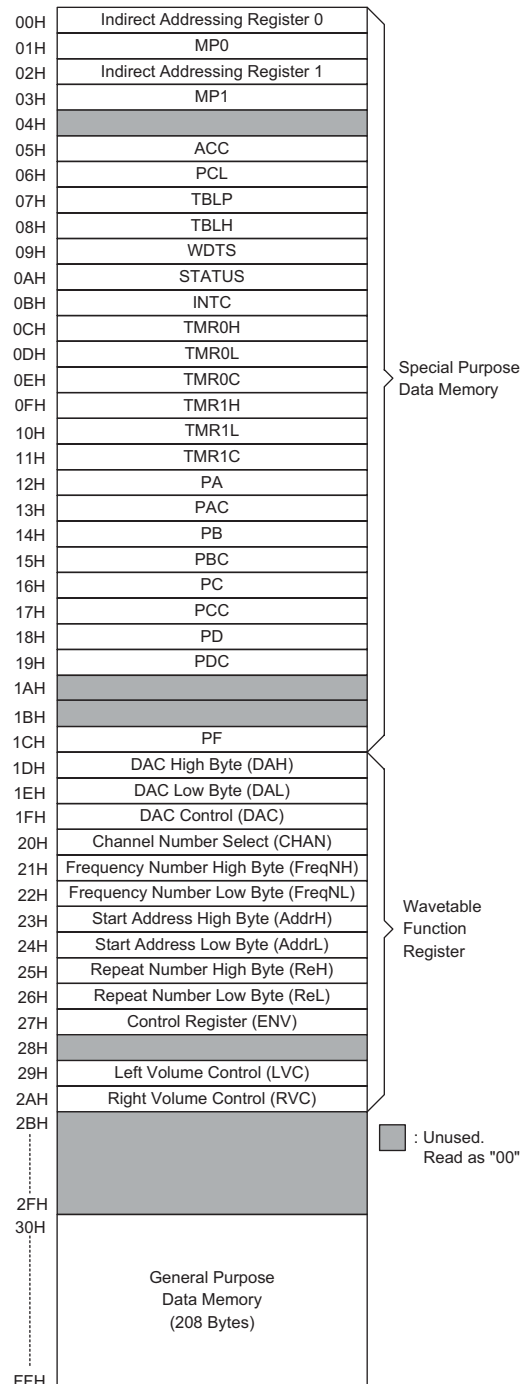 00H Indirect Addressing Register 0
01H MP0
02H Indirect Addressing Register 1
03H MP1
04H
05H ACC
06H PCL
07H TBLP
08H TBLH
09H WDTS
0AH STATUS
0BH INTC
0CH TMR0H
0DH TMR0L
0EH TMR0C
0FH TMR1H
10H TMR1L
11H TMR1C
12H PA
13H PAC
14H PB
15H PBC
16H PC
17H PCC
18H PD
19H PDC
1AH
1BH
1CH PF
Special Purpose
Data Memory
1DH DAC High Byte (DAH)
1EH DAC Low Byte (DAL)
1FH DAC Control (DAC)
20H Channel Number Select (CHAN)
21H Frequency Number High Byte (FreqNH)
22H Frequency Number Low Byte (FreqNL)
23H Start Address High Byte (AddrH)
24H Start Address Low Byte (AddrL)
25H Repeat Number High Byte (ReH)
26H Repeat Number Low Byte (ReL)
27H Control Register (ENV)
28H
29H Left Volume Control (LVC)
2AH Right Volume Control (RVC)
Wavetable
Function
Register
2BH
2FH
: Unused.
Read as "00"
30H
General Purpose
Data Memory
(208 Bytes)
FFH